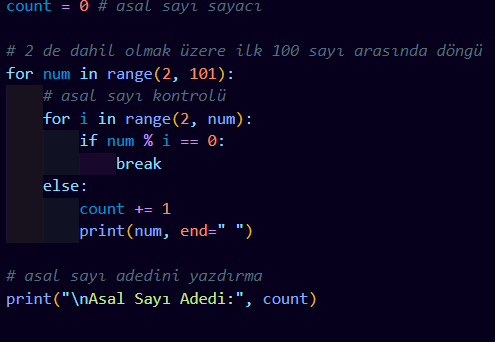 count = 0 # asal sayı sayacı
# 2 de dahil olmak üzere ilk 100 sayı arasında döngü
for num in range(2, 101):
# asal sayı kontrolü
for i in range(2, num):
if num % i == 0:
break
else:
count += 1
print(num, end=" ")
# asal sayı adedini yazdırma
print("\nAsal Sayı Adedi:", count)